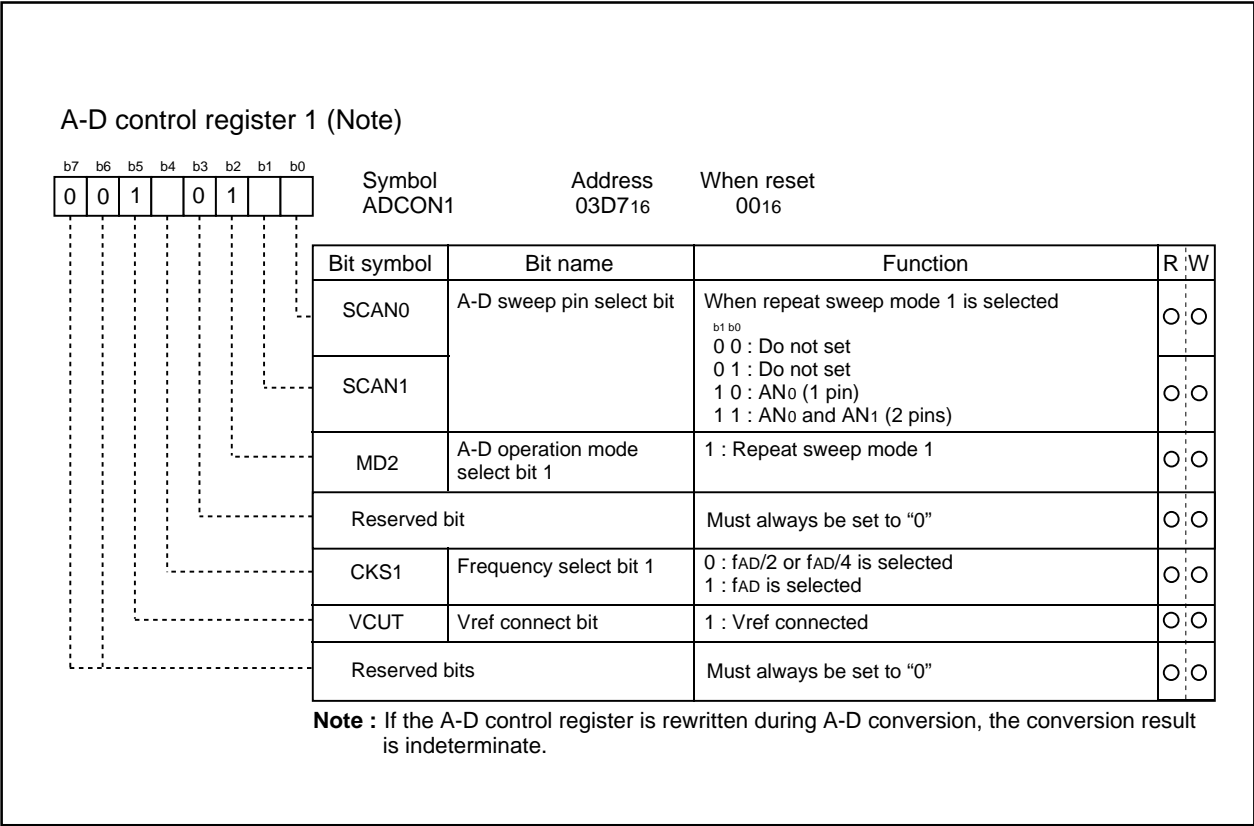 A-D control register 1 (Note)
b7 b6 b5 b4 b3 b2 b1 b0
0 0 1 0 1
Symbol Address When reset
ADCON1 03D716 0016
Bit symbol Bit name Function R W
SCAN0 A-D sweep pin select bit When repeat sweep mode 1 is selected
b1 b0
0 0 : Do not set
0 1 : Do not set
SCAN1
1 0 : AN0 (1 pin)
1 1 : AN0 and AN1 (2 pins)
MD2 A-D operation mode select bit 1 1 : Repeat sweep mode 1
Reserved bit Must always be set to “0”
CKS1 Frequency select bit 1 0 : fAD/2 or fAD/4 is selected
1 : fAD is selected
VCUT Vref connect bit 1 : Vref connected
Reserved bits Must always be set to “0”
Note : If the A-D control register is rewritten during A-D conversion, the conversion result
is indeterminate.